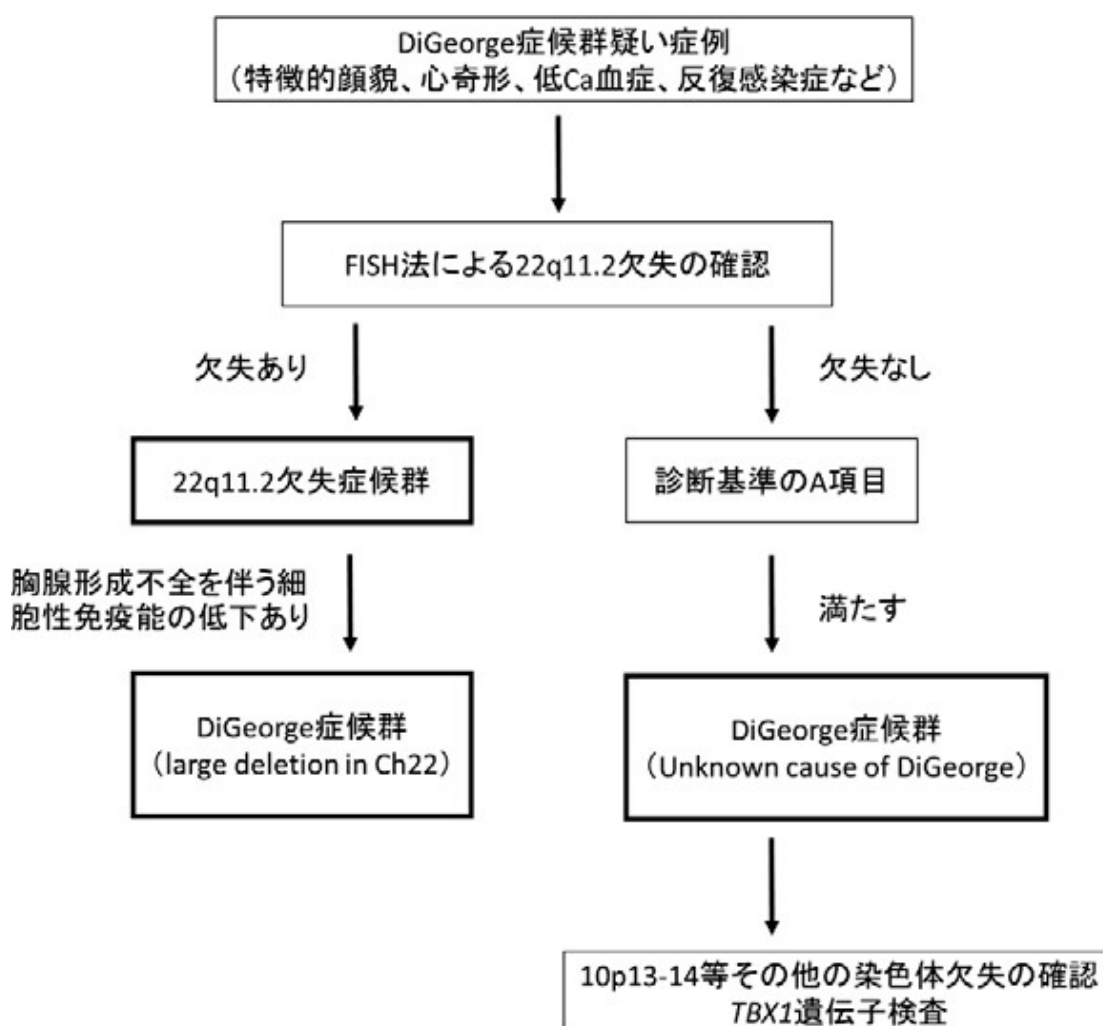 DiGeorge症候群疑い症例
（特徴的顔貌、心奇形、低Ca血症、反復感染症など）
FISH法による22q11.2欠失の確認
欠失あり
欠失なし
22q11.2欠失症候群
診断基準のA項目
胸腺形成不全を伴う細
胞性免疫能の低下あり
満たす
DiGeorge症候群
（large deletion in Ch22）
DiGeorge症候群
（Unknown cause of DiGeorge）
10p13-14等その他の染色体欠失の確認
TBX1遺伝子検査